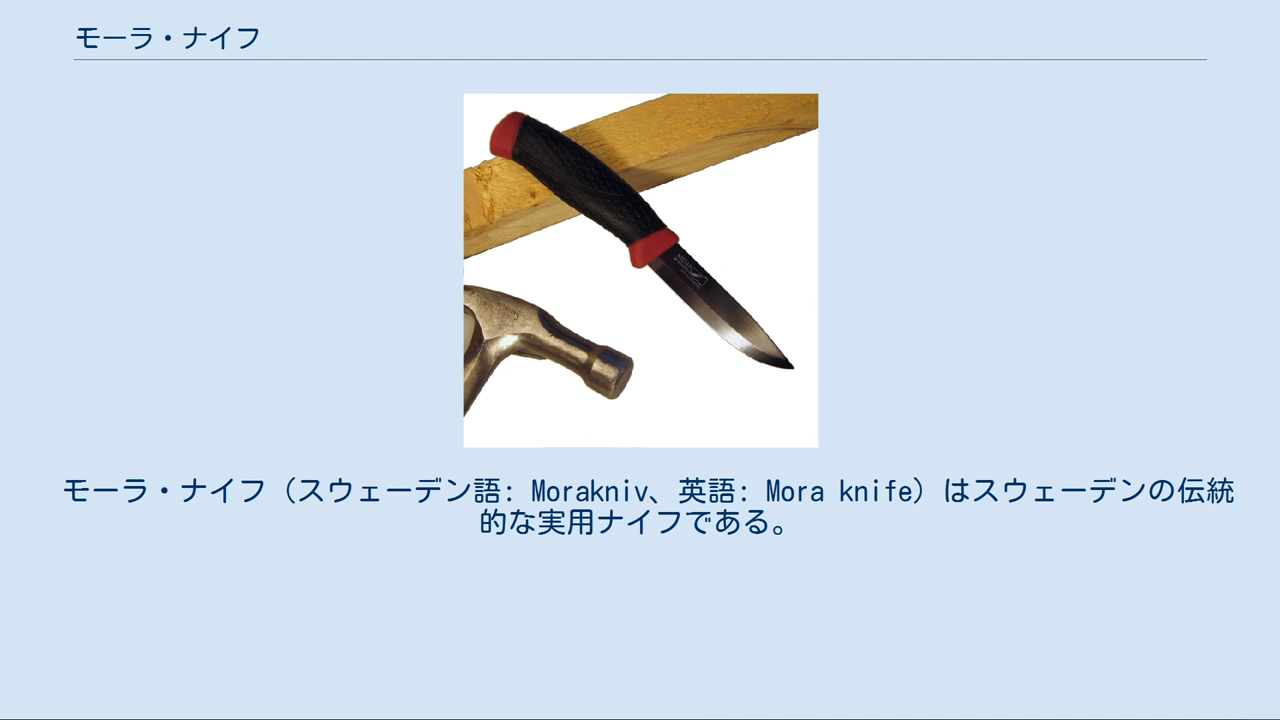 モーラ・ナイフ
モーラ・ナイフ（スウェーデン語: Morakniv、英語: Mora knife）はスウェーデンの伝統
的な実用ナイフである。